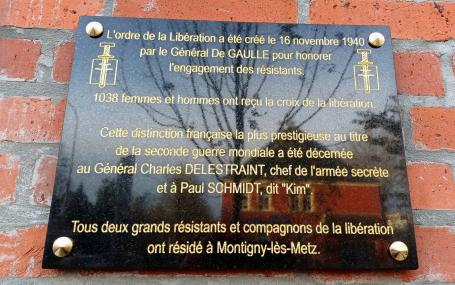 L'ordre de la Libération a été créé le 16 novembre 1940
par le Général De GAULLE pour honorer
l'engagement des résistants.
1038 femmes et hommes ont reçu la croix de la libération
Cette distinction française la plus prestigieuse au titre
de la seconde guerre mondiale a été décernée
au Général Charles DELESTRAINT, chef de l'armée secrète
et à Paul SCHMIDT, dit "Kim".
Tous deux grands résistants et compagnons de la libération
ont résidé à Montigny-lès-Metz.